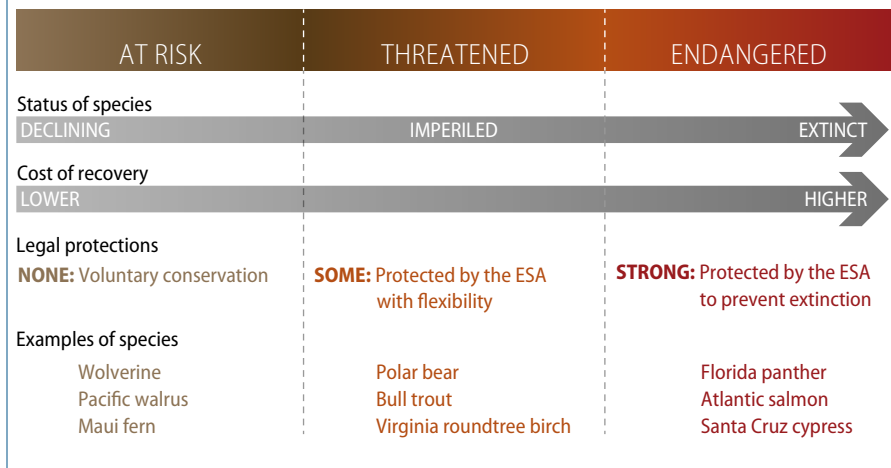 AT RISK THREATENED ENDANGERED
Status of species
DECLINING IMPERILED EXTINCT
Cost of recovery
LOWER HIGHER
Legal protections
NONE: Voluntary conservation
SOME: Protected by the ESA
with flexibility
STRONG: Protected by the ESA
to prevent extinction
Examples of species
Wolverine
Pacific walrus
Maui fern
Polar bear
Bull trout
Virginia roundtree birch
Florida panther
Atlantic salmon
Santa Cruz cypress